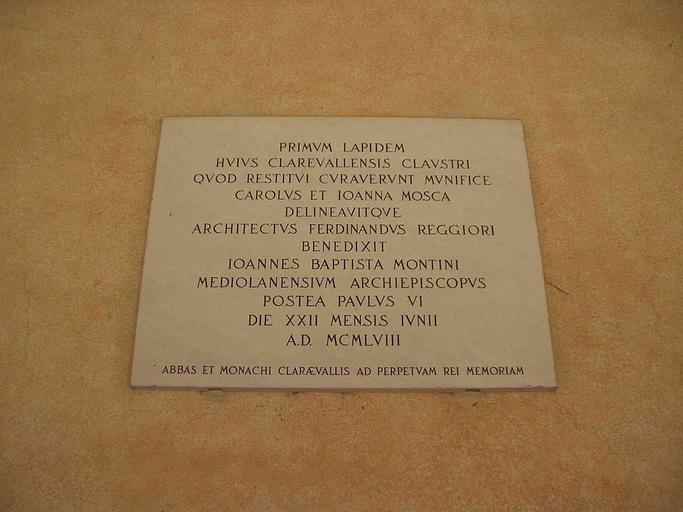 PRIMVM LAPIDEM
HVIVS CLAREVALLENSIS CLAVSTRI
QVOD RESTITVI CVRAVERVNT MVNIFICE
CAROLVS ET IOANNA MOSCA
DELINEAVITQVE
ARCHITECTVS FERDINANDVS REGGIORI
BENEDIXIT
IOANNES BAPTISTA MONTINI
MEDIOLANENSIVM ARCHIEPISCOPVS
POSTEA PAVLVS VI
DIE XXII MENSIS IVNII
A.D. MCMLVIII
ABBAS ET MONACHI CLARÆVALLIS AD PERPETVAM REI MEMORIAM